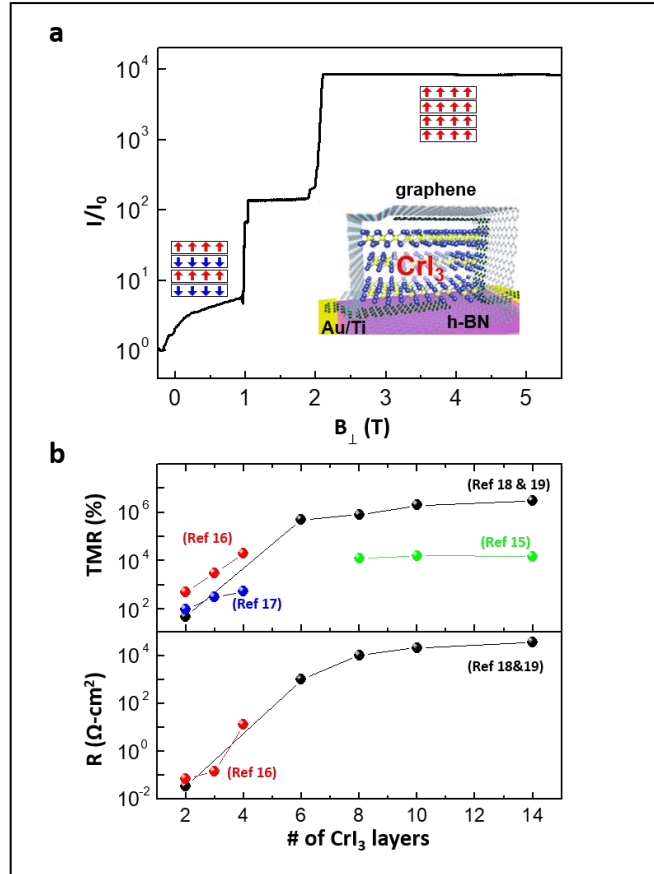 a
10⁴
10³
10²
10¹
10⁰
I/I₀
graphene
CrI₃
Au/Ti
h-BN
0 1 2 3 4 5
B⊥ (T)
b
10⁶
10⁴
10²
TMR (%)
(Ref 18 & 19)
(Ref 16)
(Ref 15)
(Ref 17)
10⁴
10²
10⁰
10⁻²
R (Ω-cm²)
(Ref 18&19)
(Ref 16)
2 4 6 8 10 12 14
# of CrI₃ layers